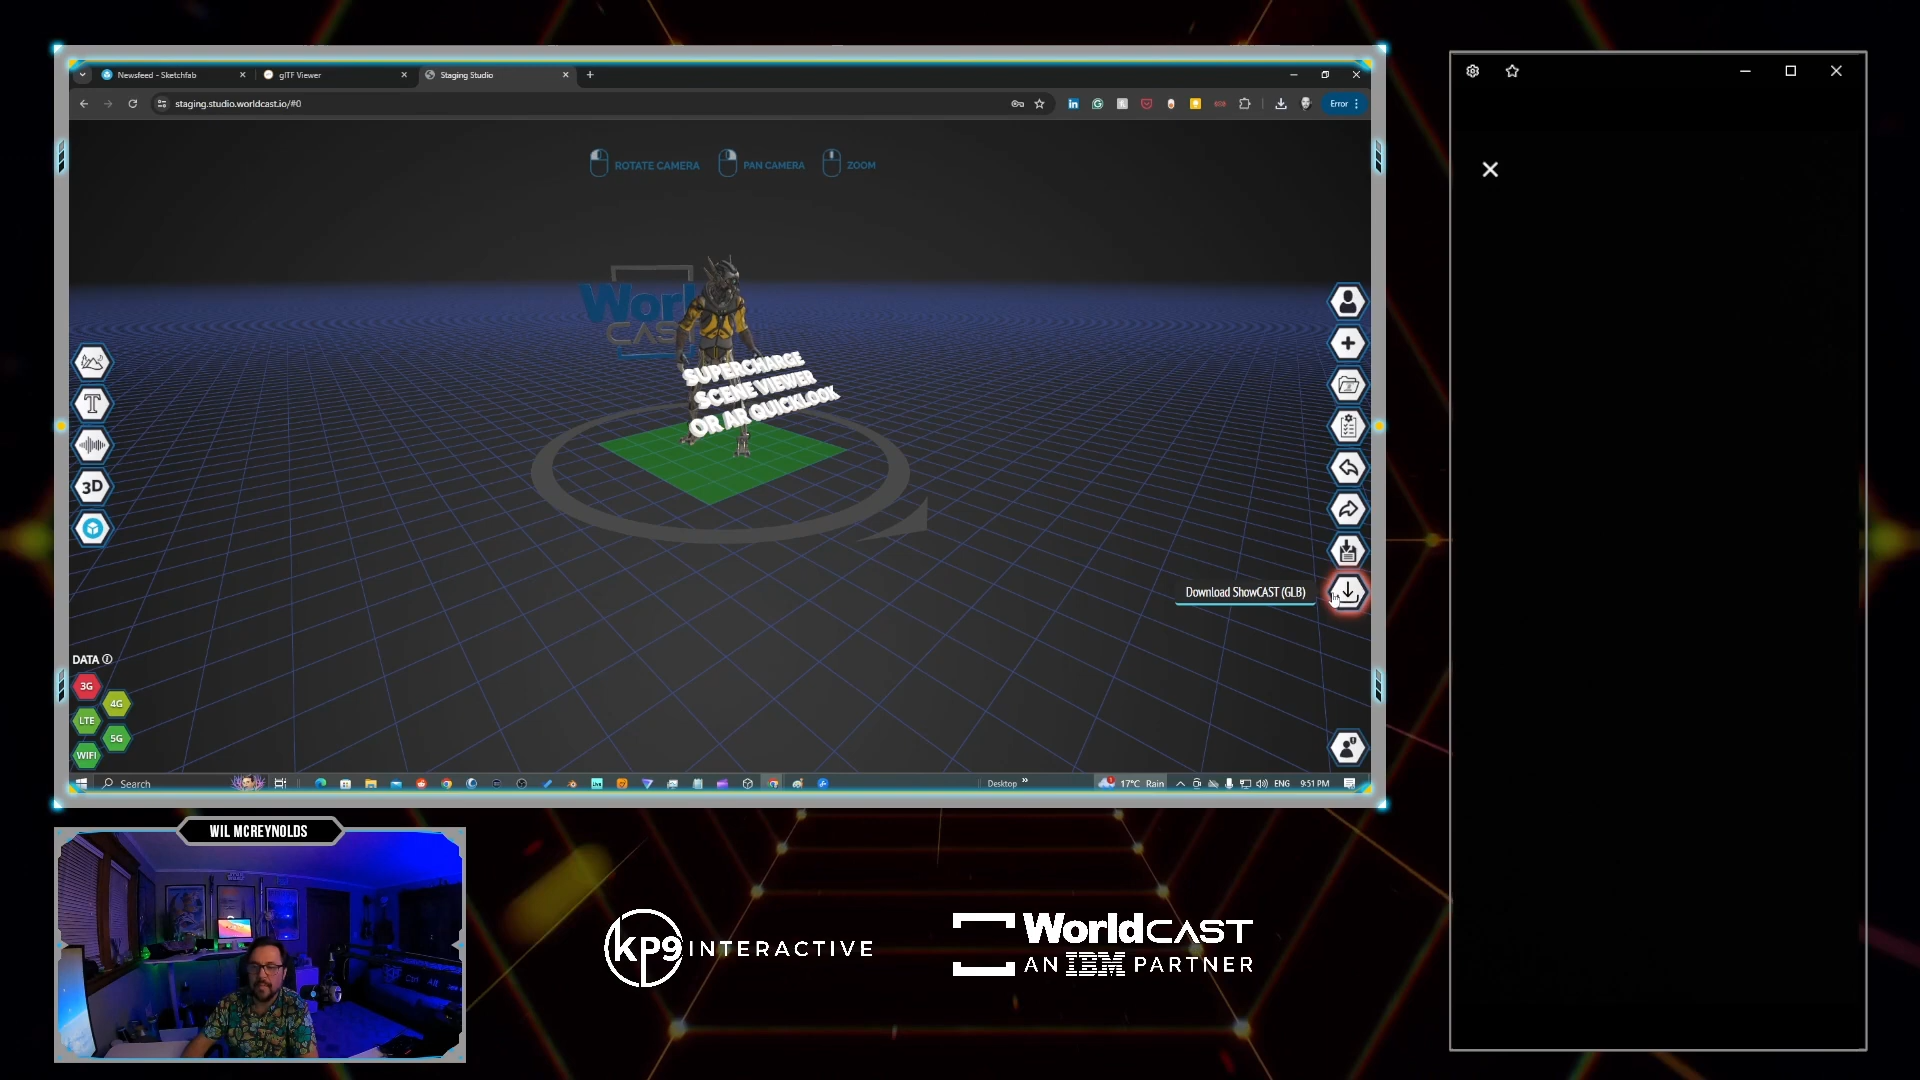 Newsfeed - Sketchfab
glTF Viewer
Staging Studio
staging.studio.worldcast.io/#0
Error
ROTATE CAMERA
PAN CAMERA
ZOOM
Worl
CAS
SUPERCHARGE
SCENE VIEWER
OR AR QUICKLOOK
T
3D
Download ShowCAST (GLB)
DATA
3G
4G
LTE
5G
WIFI
Search
Desktop
17°C Rain
ENG
9:51 PM
WIL MCREYNOLDS
kp9 INTERACTIVE
WorldCAST
AN IBM PARTNER